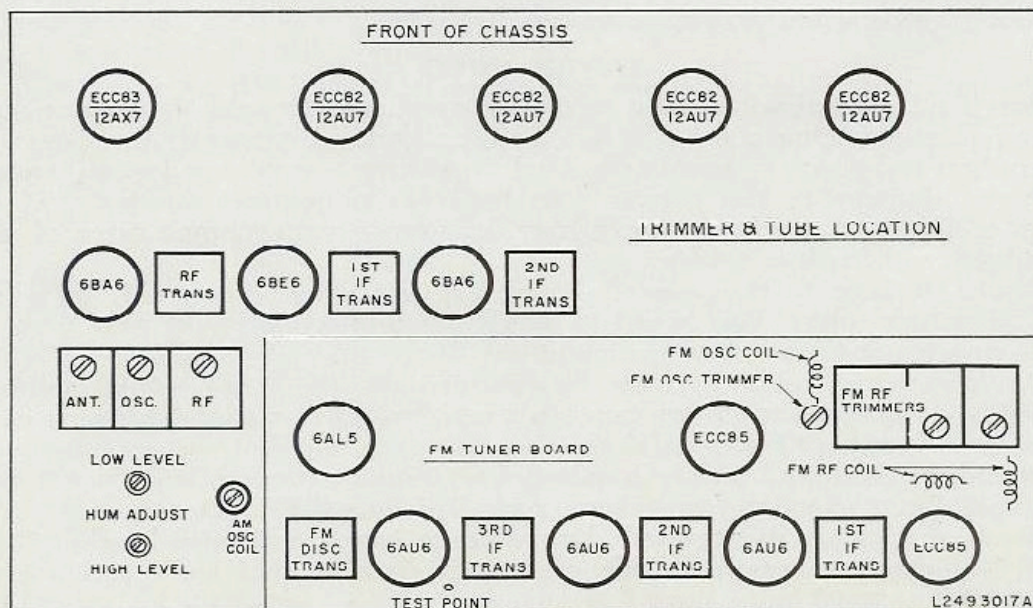 FRONT OF CHASSIS
ECC83
12AX7
ECC82
12AU7
ECC82
12AU7
ECC82
12AU7
ECC82
12AU7
TRIMMER & TUBE LOCATION
6BA6
RF
TRANS
6BE6
1ST
IF
TRANS
6BA6
2ND
IF
TRANS
ANT.
OSC.
RF
LOW LEVEL
HUM ADJUST
HIGH LEVEL
AM
OSC
COIL
FM OSC COIL
FM OSC TRIMMER
FM RF
TRIMMERS
6AL5
FM TUNER BOARD
ECC85
FM RF COIL
FM
DISC
TRANS
6AU6
3RD
IF
TRANS
6AU6
2ND
IF
TRANS
6AU6
1ST
IF
TRANS
ECC85
TEST POINT
L2493017A